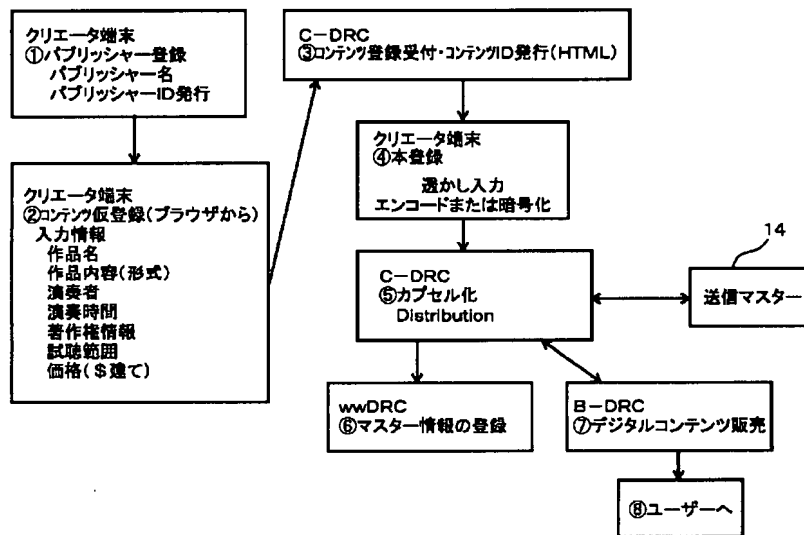 クリエータ端末
①パブリッシャー登録
パブリッシャー名
パブリッシャーID発行
C-DRC
③コンテンツ登録受付・コンテンツID発行(HTML)
クリエータ端末
②コンテンツ仮登録(ブラウザから)
入力情報
作品名
作品内容(形式)
演奏者
演奏時間
著作権情報
試聴範囲
価格($建て)
クリエータ端末
④本登録
透かし入力
エンコードまたは暗号化
C-DRC
⑤カプセル化
Distribution
14
送信マスター
wwDRC
⑥マスター情報の登録
B-DRC
⑦デジタルコンテンツ販売
⑧ユーザーへ